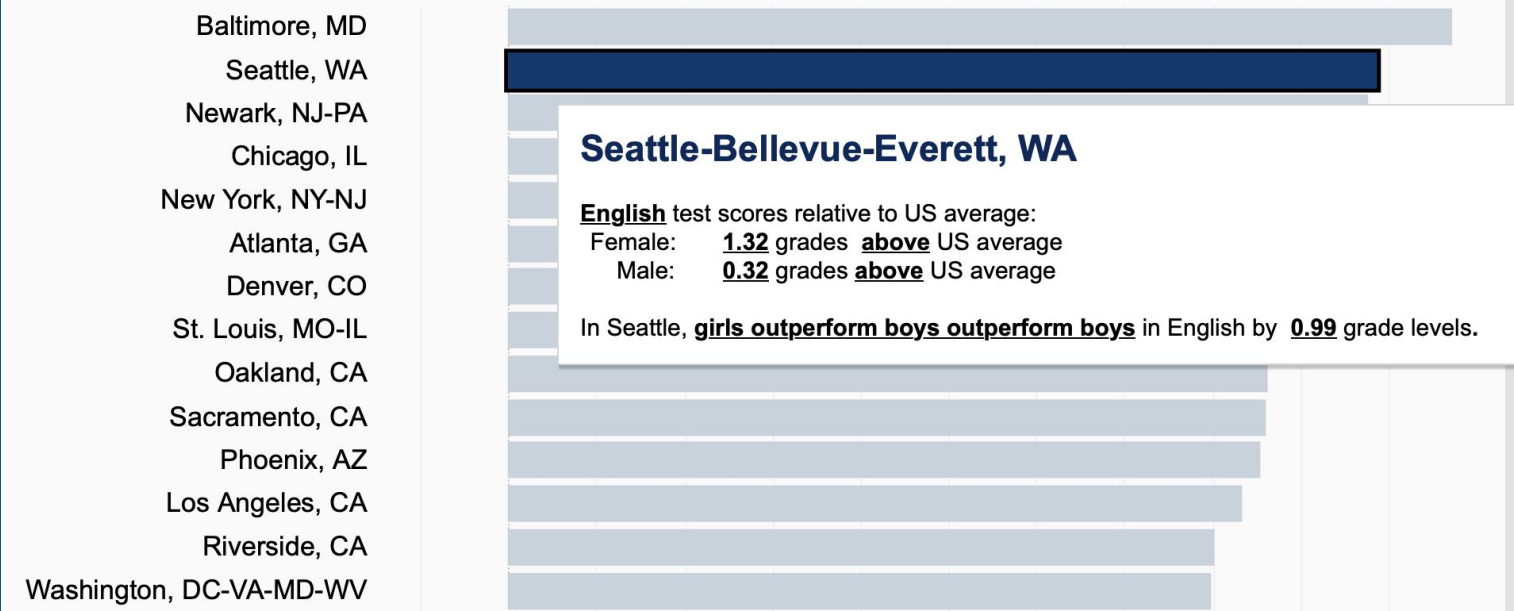 Baltimore, MD
Seattle, WA
Newark, NJ-PA
Chicago, IL
New York, NY-NJ
Atlanta, GA
Denver, CO
St. Louis, MO-IL
Oakland, CA
Sacramento, CA
Phoenix, AZ
Los Angeles, CA
Riverside, CA
Washington, DC-VA-MD-WV
Seattle-Bellevue-Everett, WA
English test scores relative to US average:
Female: 1.32 grades above US average
Male: 0.32 grades above US average
In Seattle, girls outperform boys outperform boys in English by 0.99 grade levels.